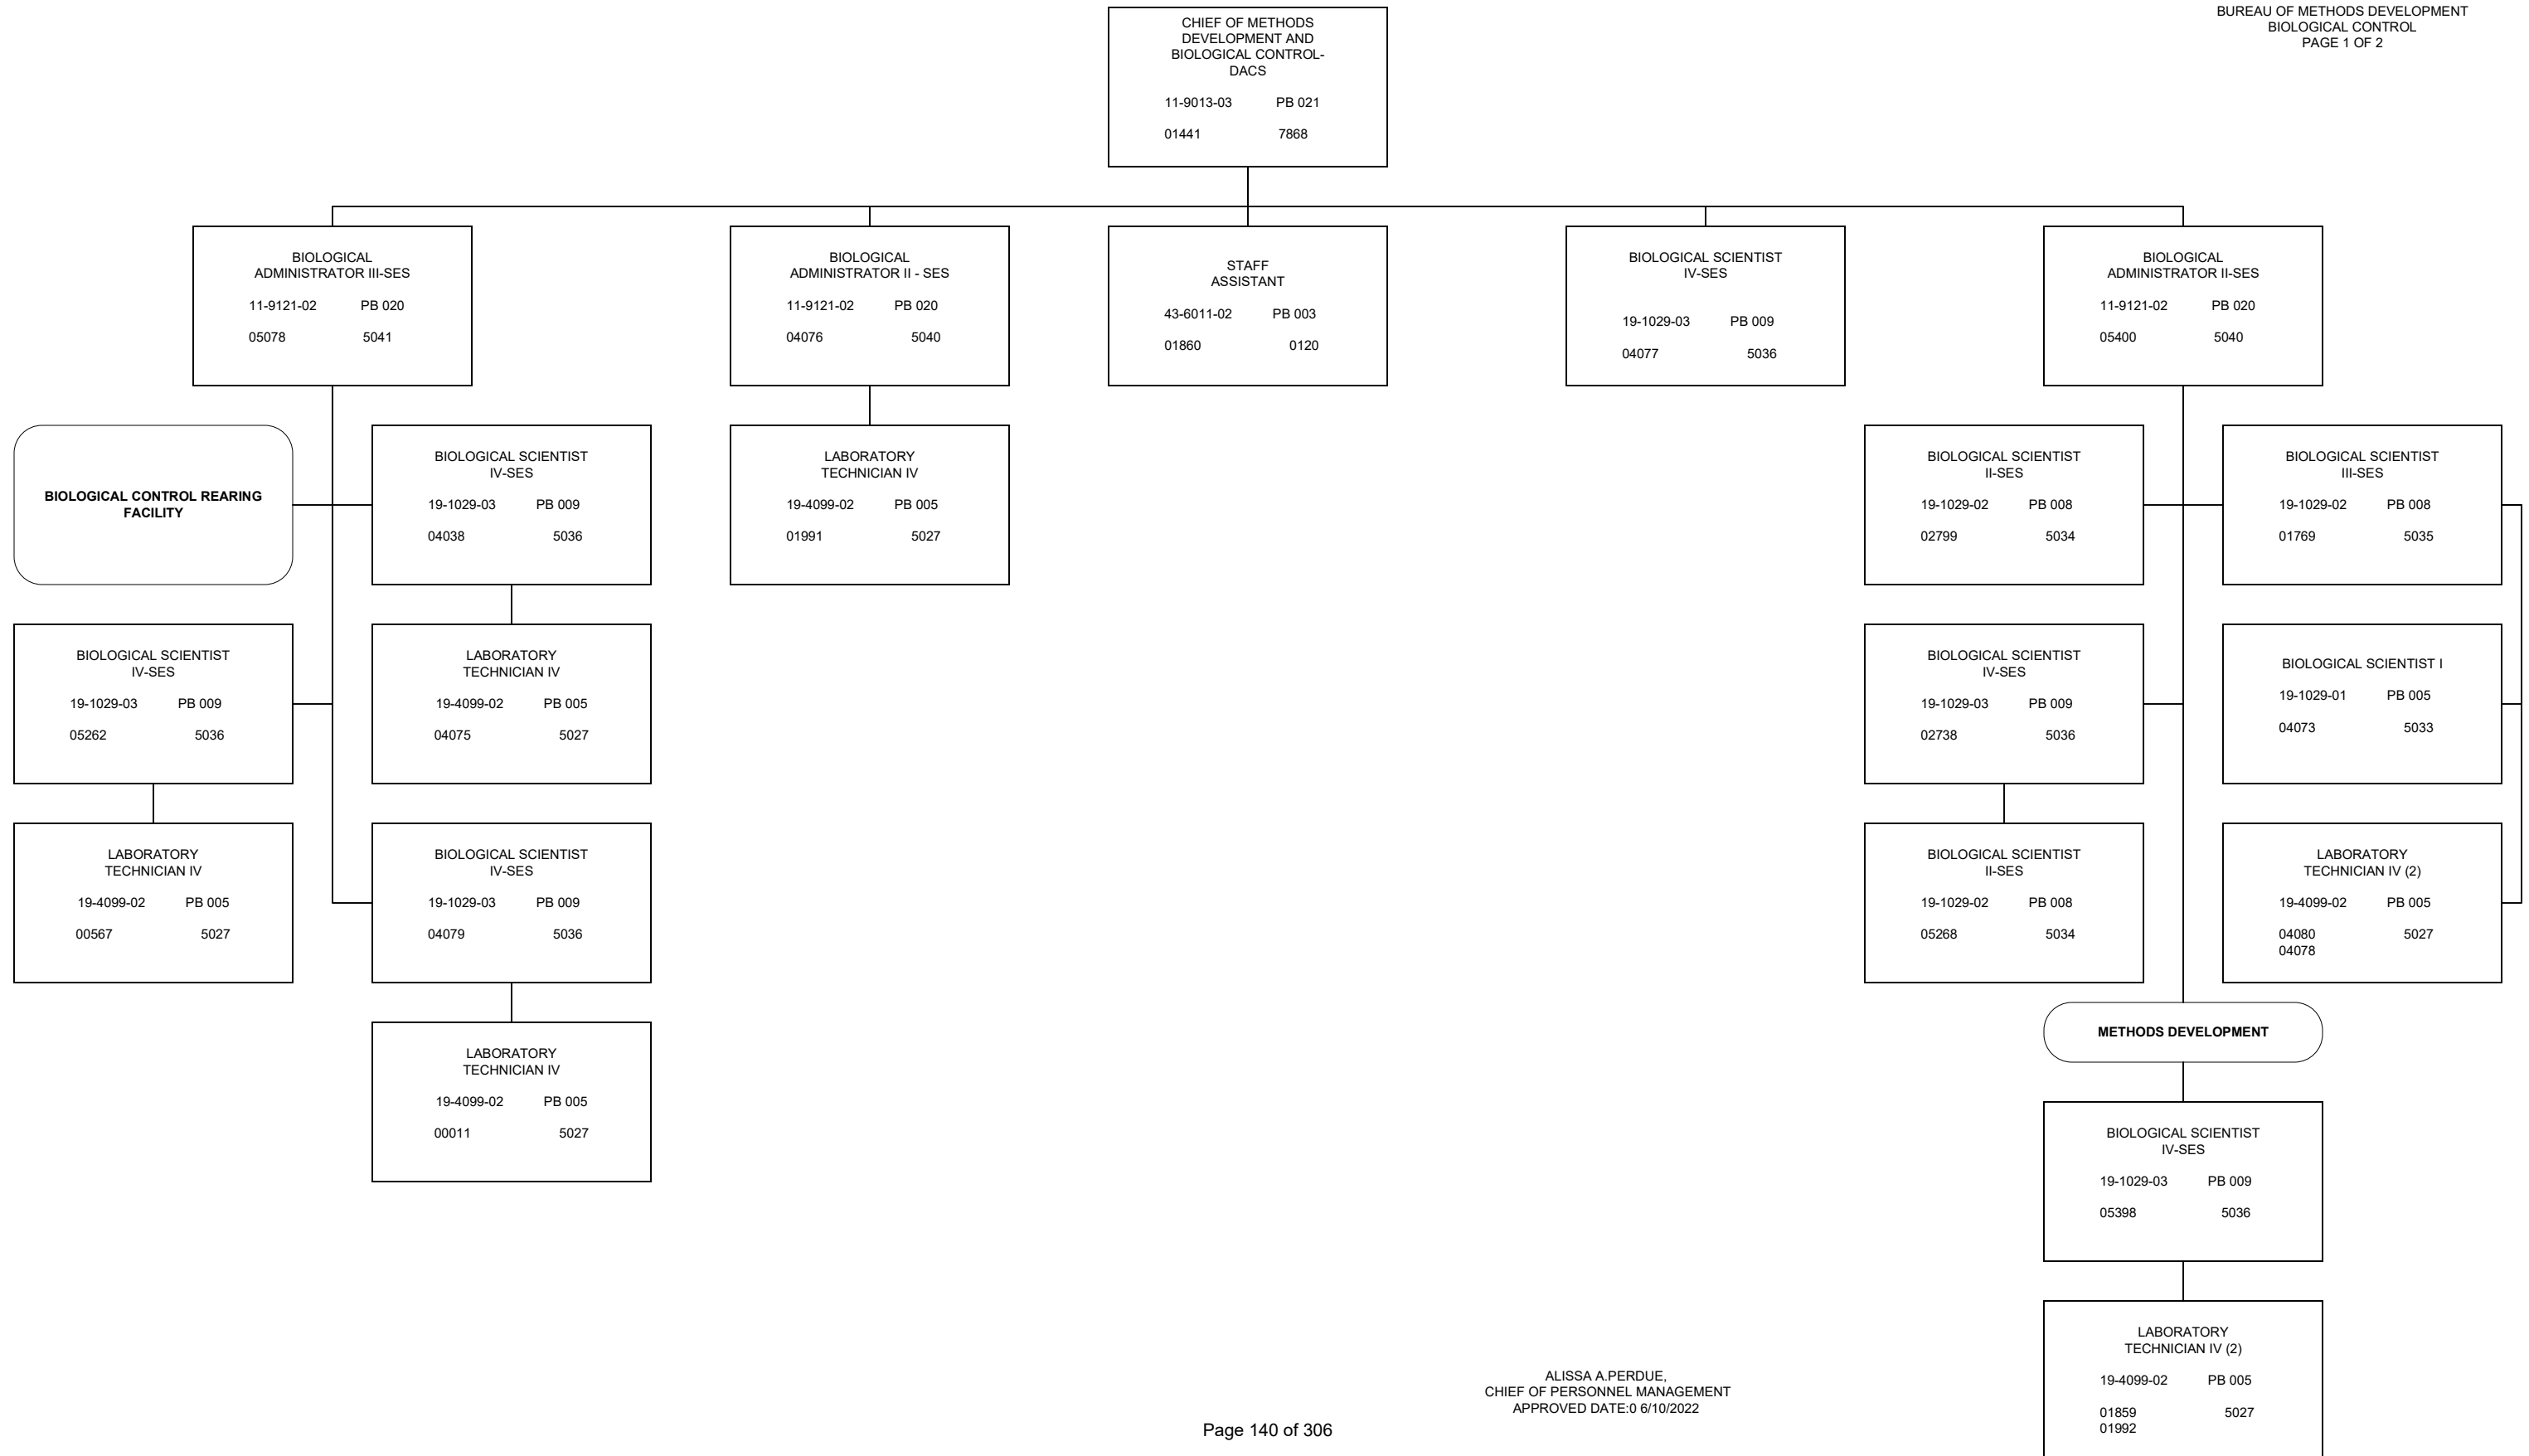 BUREAU OF METHODS DEVELOPMENT
BIOLOGICAL CONTROL
PAGE 1 OF 2
CHIEF OF METHODS
DEVELOPMENT AND
BIOLOGICAL CONTROL-
DACS
11-9013-03 PB 021
01441 7868
BIOLOGICAL
ADMINISTRATOR III-SES
11-9121-02 PB 020
05078 5041
BIOLOGICAL
ADMINISTRATOR II - SES
11-9121-02 PB 020
04076 5040
STAFF
ASSISTANT
43-6011-02 PB 003
01860 0120
BIOLOGICAL SCIENTIST
IV-SES
19-1029-03 PB 009
04077 5036
BIOLOGICAL
ADMINISTRATOR II-SES
11-9121-02 PB 020
05400 5040
BIOLOGICAL CONTROL REARING
FACILITY
BIOLOGICAL SCIENTIST
IV-SES
19-1029-03 PB 009
04038 5036
LABORATORY
TECHNICIAN IV
19-4099-02 PB 005
01991 5027
BIOLOGICAL SCIENTIST
II-SES
19-1029-02 PB 008
02799 5034
BIOLOGICAL SCIENTIST
III-SES
19-1029-02 PB 008
01769 5035
BIOLOGICAL SCIENTIST
IV-SES
19-1029-03 PB 009
05262 5036
LABORATORY
TECHNICIAN IV
19-4099-02 PB 005
04075 5027
BIOLOGICAL SCIENTIST
IV-SES
19-1029-03 PB 009
02738 5036
BIOLOGICAL SCIENTIST I
19-1029-01 PB 005
04073 5033
LABORATORY
TECHNICIAN IV
19-4099-02 PB 005
00567 5027
BIOLOGICAL SCIENTIST
IV-SES
19-1029-03 PB 009
04079 5036
BIOLOGICAL SCIENTIST
II-SES
19-1029-02 PB 008
05268 5034
LABORATORY
TECHNICIAN IV (2)
19-4099-02 PB 005
04080 5027
04078
LABORATORY
TECHNICIAN IV
19-4099-02 PB 005
00011 5027
METHODS DEVELOPMENT
BIOLOGICAL SCIENTIST
IV-SES
19-1029-03 PB 009
05398 5036
LABORATORY
TECHNICIAN IV (2)
19-4099-02 PB 005
01859 5027
01992
ALISSA A.PERDUE,
CHIEF OF PERSONNEL MANAGEMENT
APPROVED DATE:0 6/10/2022
Page 140 of 306